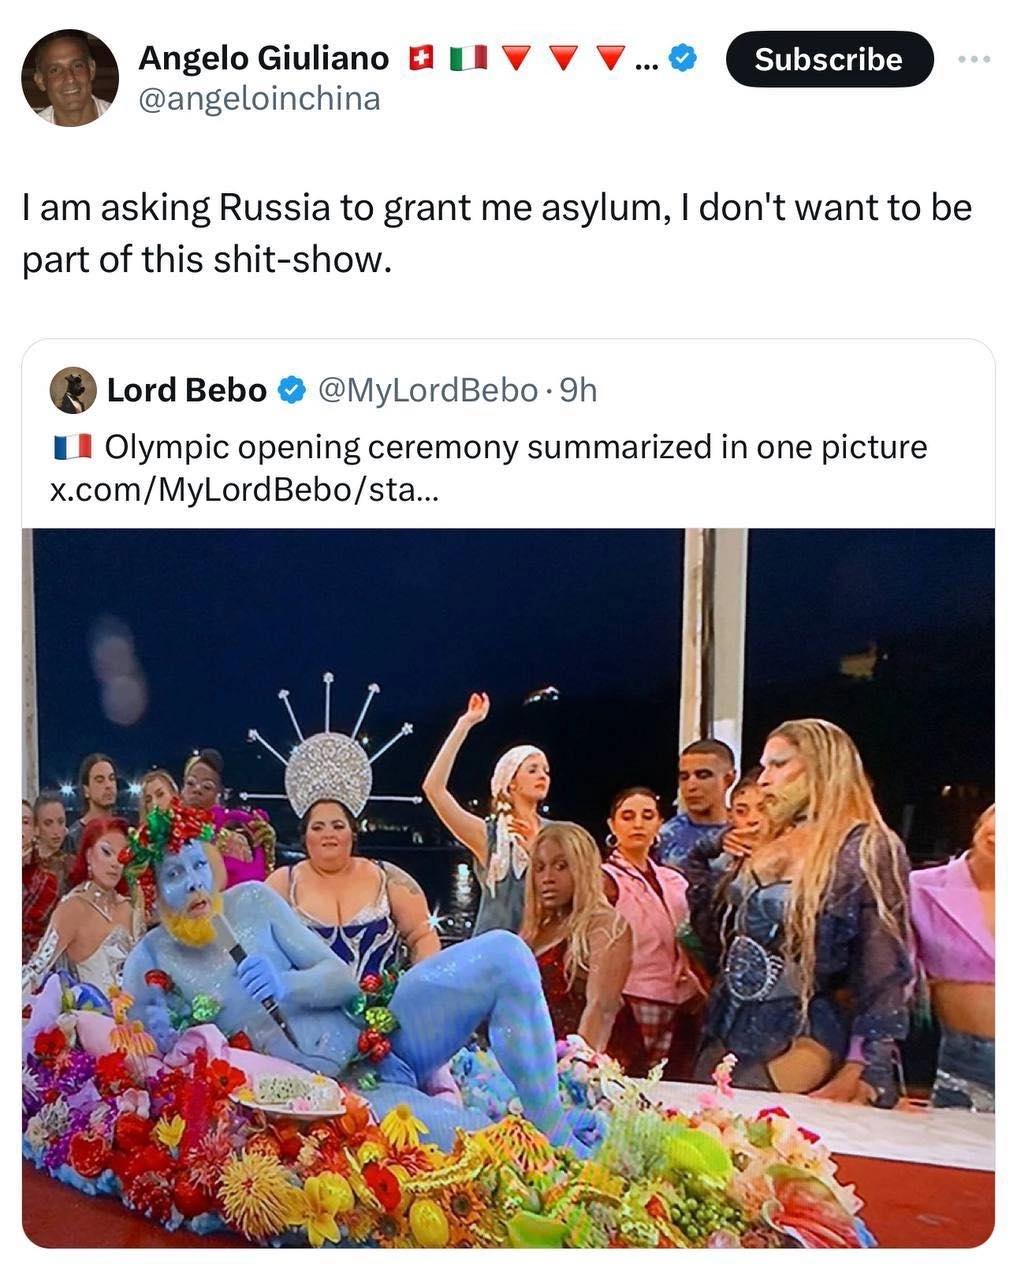 Angelo Giuliano 🇨🇭 🇮🇹 🔻 🔻 🔻 ...
Subscribe
@angeloinchina
I am asking Russia to grant me asylum, I don't want to be
part of this shit-show.
Lord Bebo @MyLordBebo · 9h
🇫🇷 Olympic opening ceremony summarized in one picture
x.com/MyLordBebo/sta...